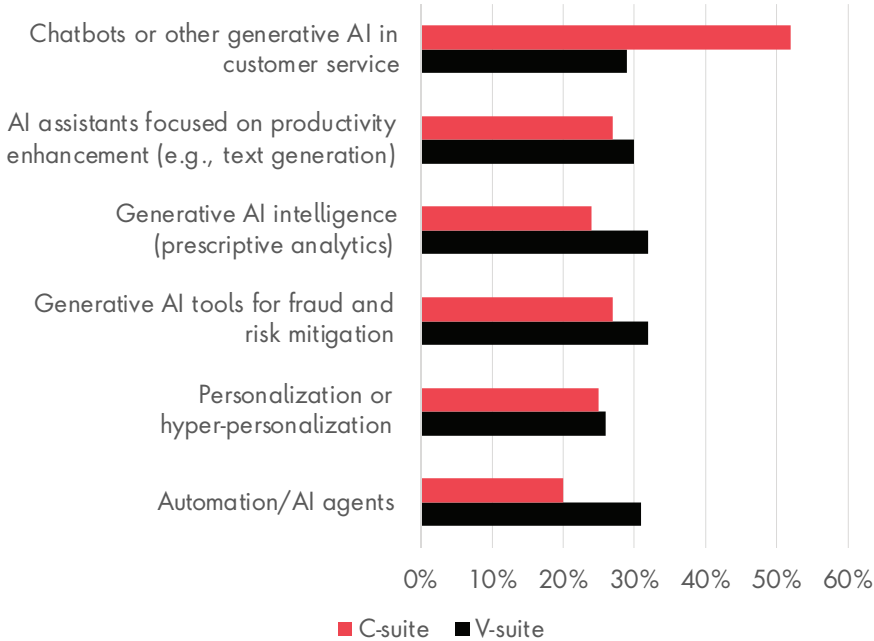 Chatbots or other generative AI in
customer service
AI assistants focused on productivity
enhancement (e.g., text generation)
Generative AI intelligence
(prescriptive analytics)
Generative AI tools for fraud and
risk mitigation
Personalization or
hyper-personalization
Automation/AI agents
0% 10% 20% 30% 40% 50% 60%
C-suite V-suite